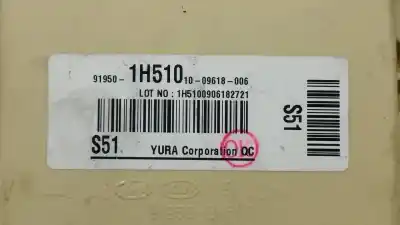 91950-1H510 10-09618-006
LOT NO : 1H5100906182721
S51
S51 YURA Corporation QC